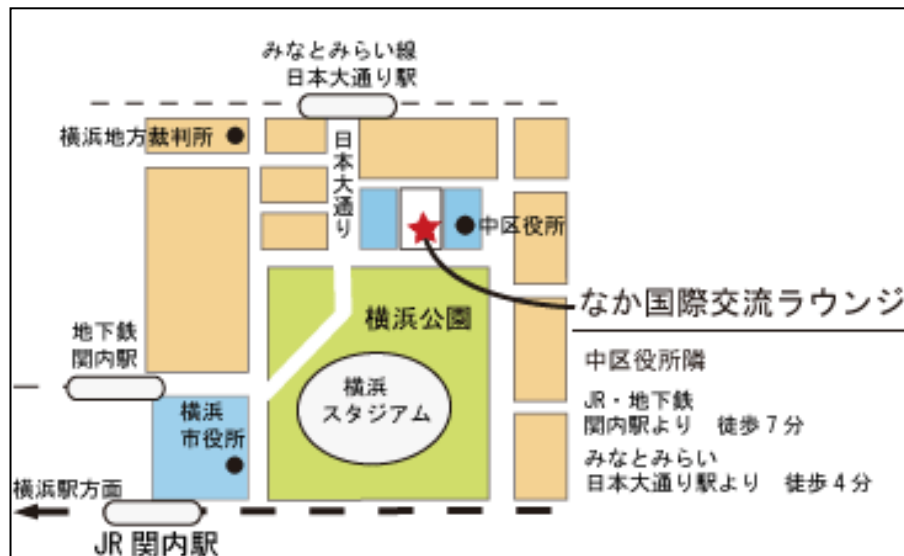 みなとみらい線
日本大通り駅
横浜地方裁判所
日本大通り
中区役所
なか国際交流ラウンジ
横浜公園
地下鉄
関内駅
中区役所隣
横浜
スタジアム
JR・地下鉄
関内駅より 徒歩7分
横浜
市役所
みなとみらい
日本大通り駅より 徒歩4分
横浜駅方面
JR関内駅